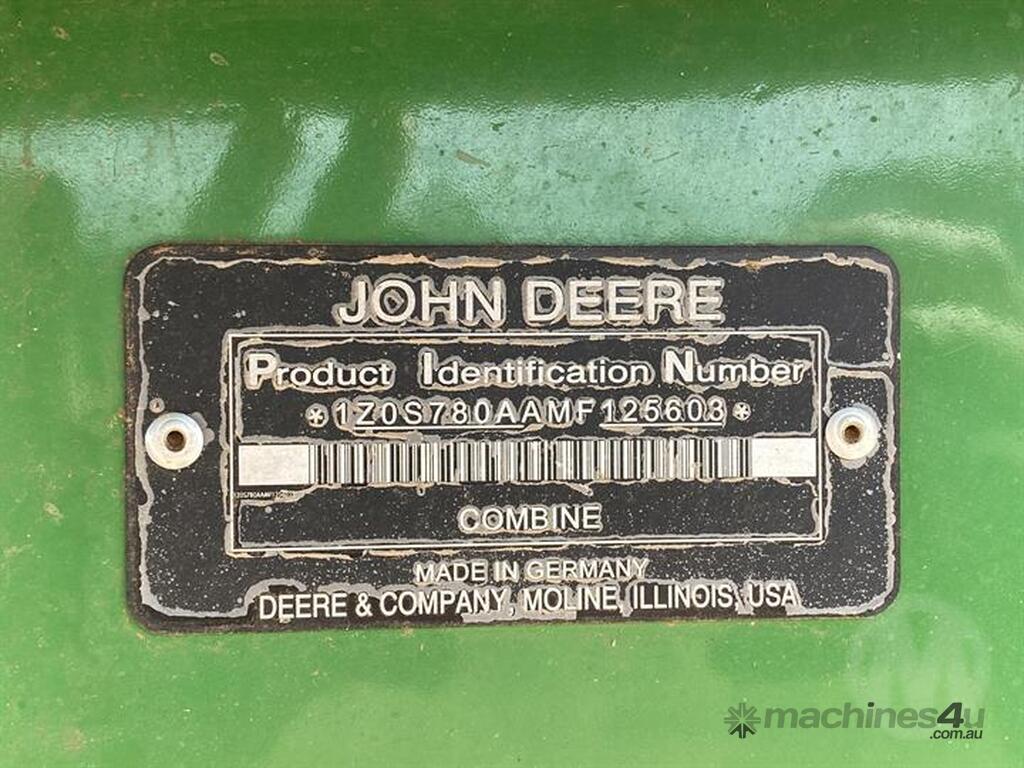 JOHN DEERE
Product Identification Number
*1Z0S780AAMF125603*
COMBINE
MADE IN GERMANY
DEERE & COMPANY, MOLINE, ILLINOIS, USA
machines4u
.com.au